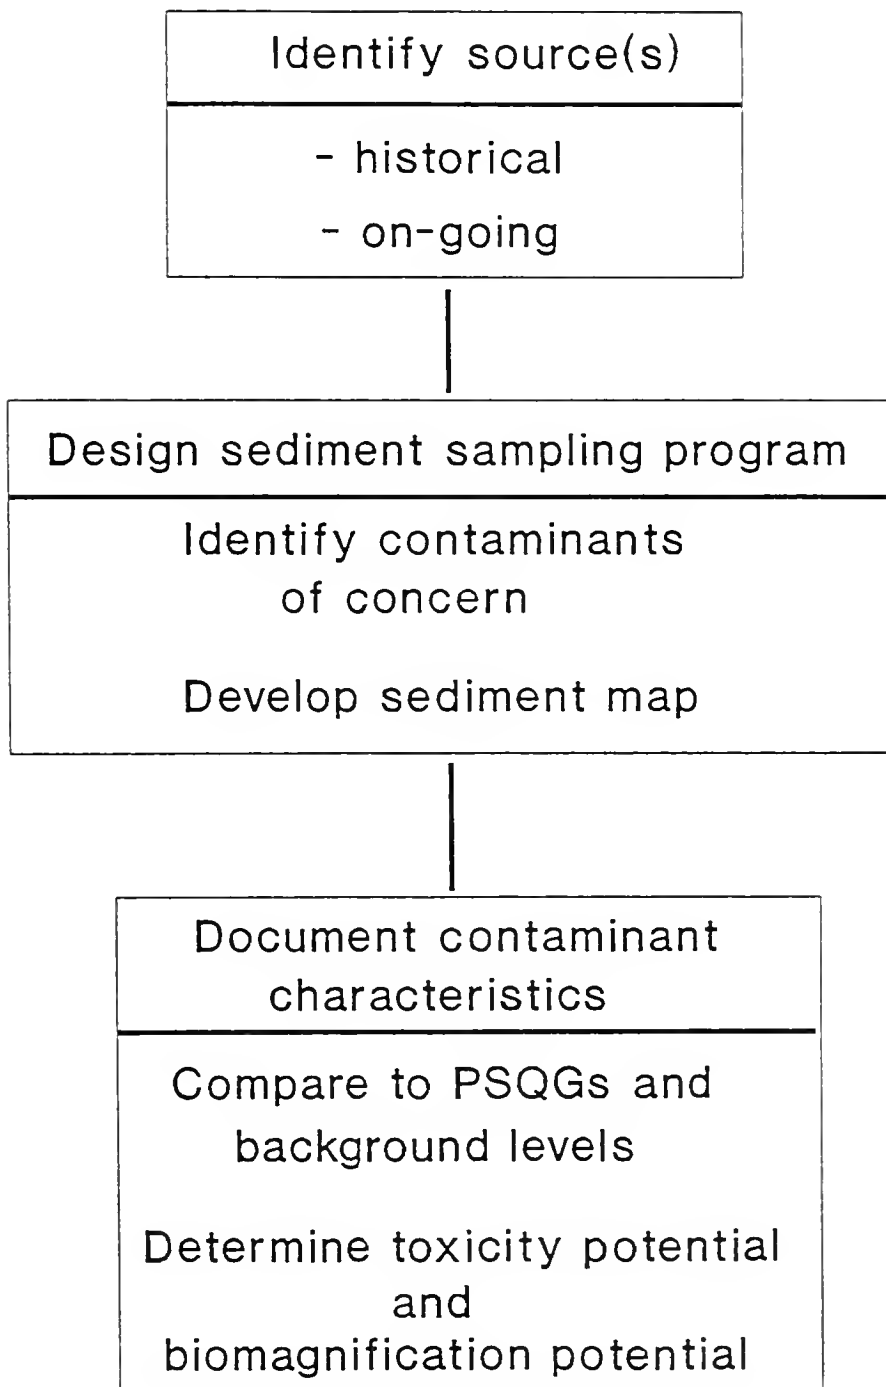 Identify source(s)
- historical
- on-going
Design sediment sampling program
Identify contaminants
of concern
Develop sediment map
Document contaminant
characteristics
Compare to PSQGs and
background levels
Determine toxicity potential
and
biomagnification potential